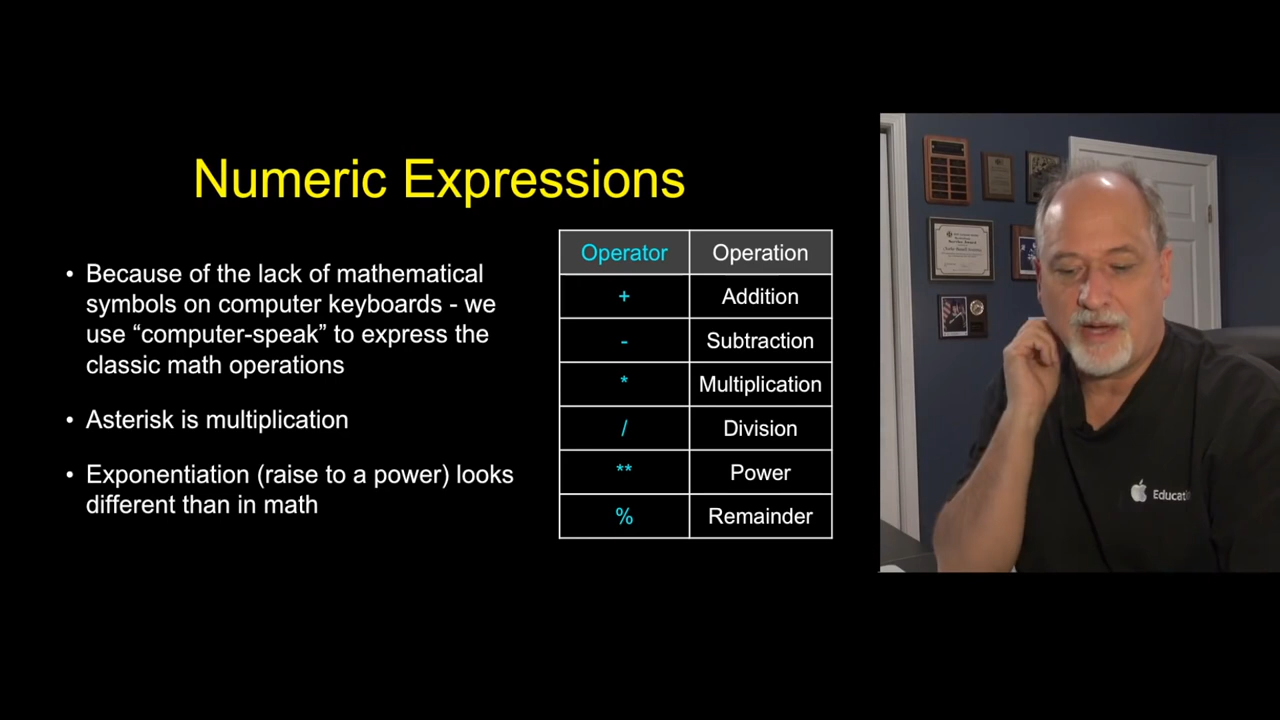 Numeric Expressions
• Because of the lack of mathematical
symbols on computer keyboards - we
use “computer-speak” to express the
classic math operations
• Asterisk is multiplication
• Exponentiation (raise to a power) looks
different than in math
Operator Operation
+ Addition
- Subtraction
* Multiplication
/ Division
** Power
% Remainder